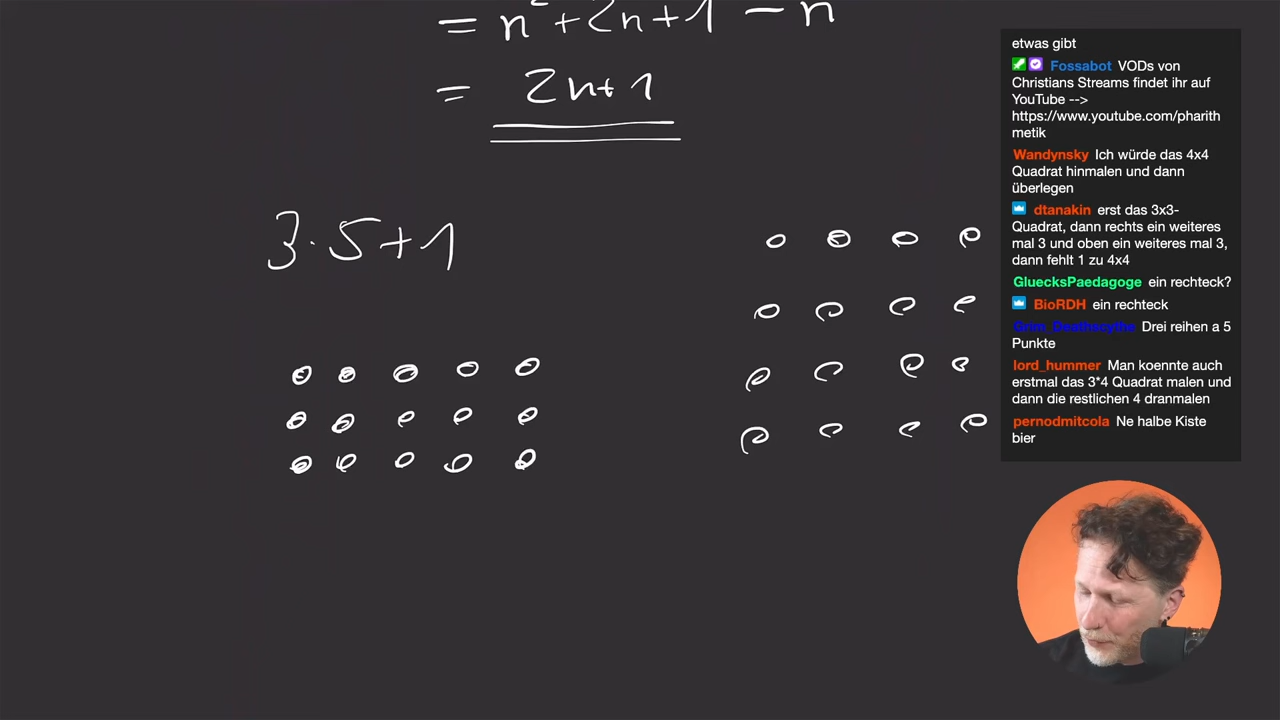 = n² + 2n + 1 - n
= 2n+1
3·5+1
etwas gibt
Fossabot VODs von
Christians Streams findet ihr auf
YouTube -->
https://www.youtube.com/pharith
metik
Wandynsky Ich würde das 4x4
Quadrat hinmalen und dann
überlegen
dtanakin erst das 3x3-
Quadrat, dann rechts ein weiteres
mal 3 und oben ein weiteres mal 3,
dann fehlt 1 zu 4x4
GluecksPaedagoge ein rechteck?
BioRDH ein rechteck
Grim_Deathscythe Drei reihen a 5
Punkte
lord_hummer Man koennte auch
erstmal das 3*4 Quadrat malen und
dann die restlichen 4 dranmalen
pernodmitcola Ne halbe Kiste
bier